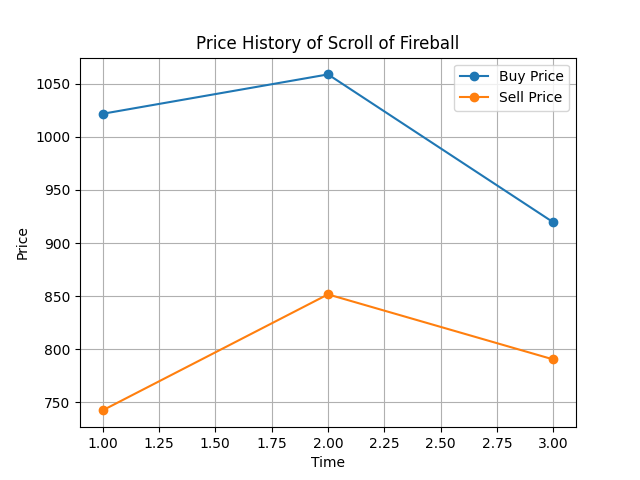 Price History of Scroll of Fireball
Buy Price
Sell Price
1050
1000
950
900
850
800
750
Price
1.00 1.25 1.50 1.75 2.00 2.25 2.50 2.75 3.00
Time